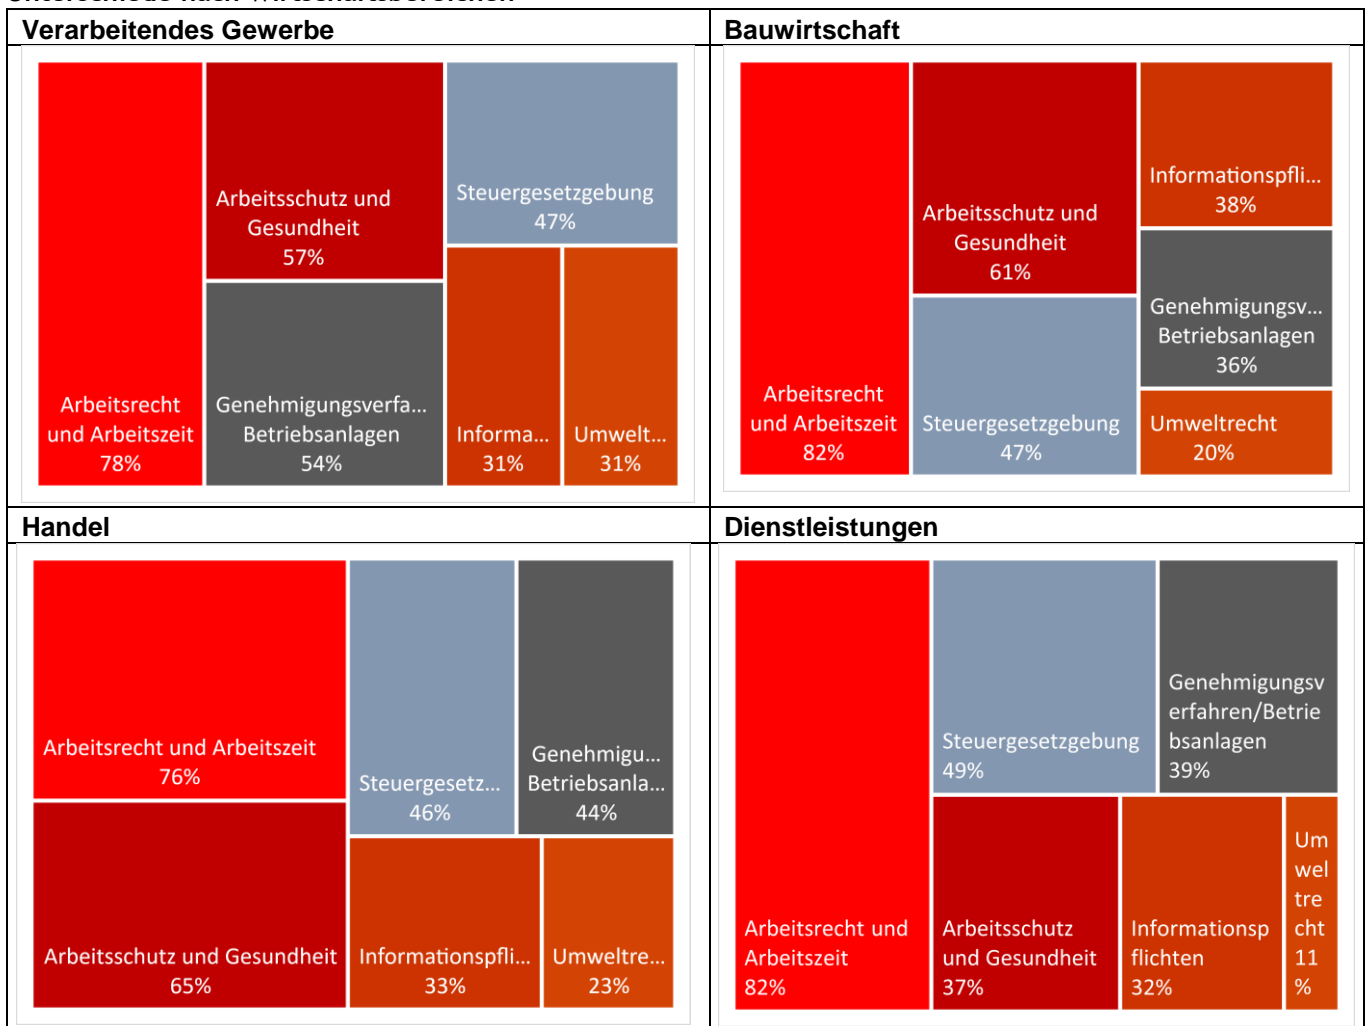 Verarbeitendes Gewerbe
Arbeitsrecht
und Arbeitszeit
78%
Arbeitsschutz und
Gesundheit
57%
Genehmigungsverfa...
Betriebsanlagen
54%
Steuergesetzgebung
47%
Informa...
31%
Umwelt...
31%
Bauwirtschaft
Arbeitsrecht
und Arbeitszeit
82%
Arbeitsschutz und
Gesundheit
61%
Steuergesetzgebung
47%
Informationspfli...
38%
Genehmigungsv...
Betriebsanlagen
36%
Umweltrecht
20%
Handel
Arbeitsrecht und Arbeitszeit
76%
Arbeitsschutz und Gesundheit
65%
Steuergesetz...
46%
Genehmigu...
Betriebsanla...
44%
Informationspfli...
33%
Umweltre...
23%
Dienstleistungen
Arbeitsrecht und
Arbeitszeit
82%
Steuergesetzgebung
49%
Genehmigungsv
erfahren/Betrie
bsanlagen
39%
Arbeitsschutz
und Gesundheit
37%
Informationsp
flichten
32%
Um
wel
tre
cht
11
%